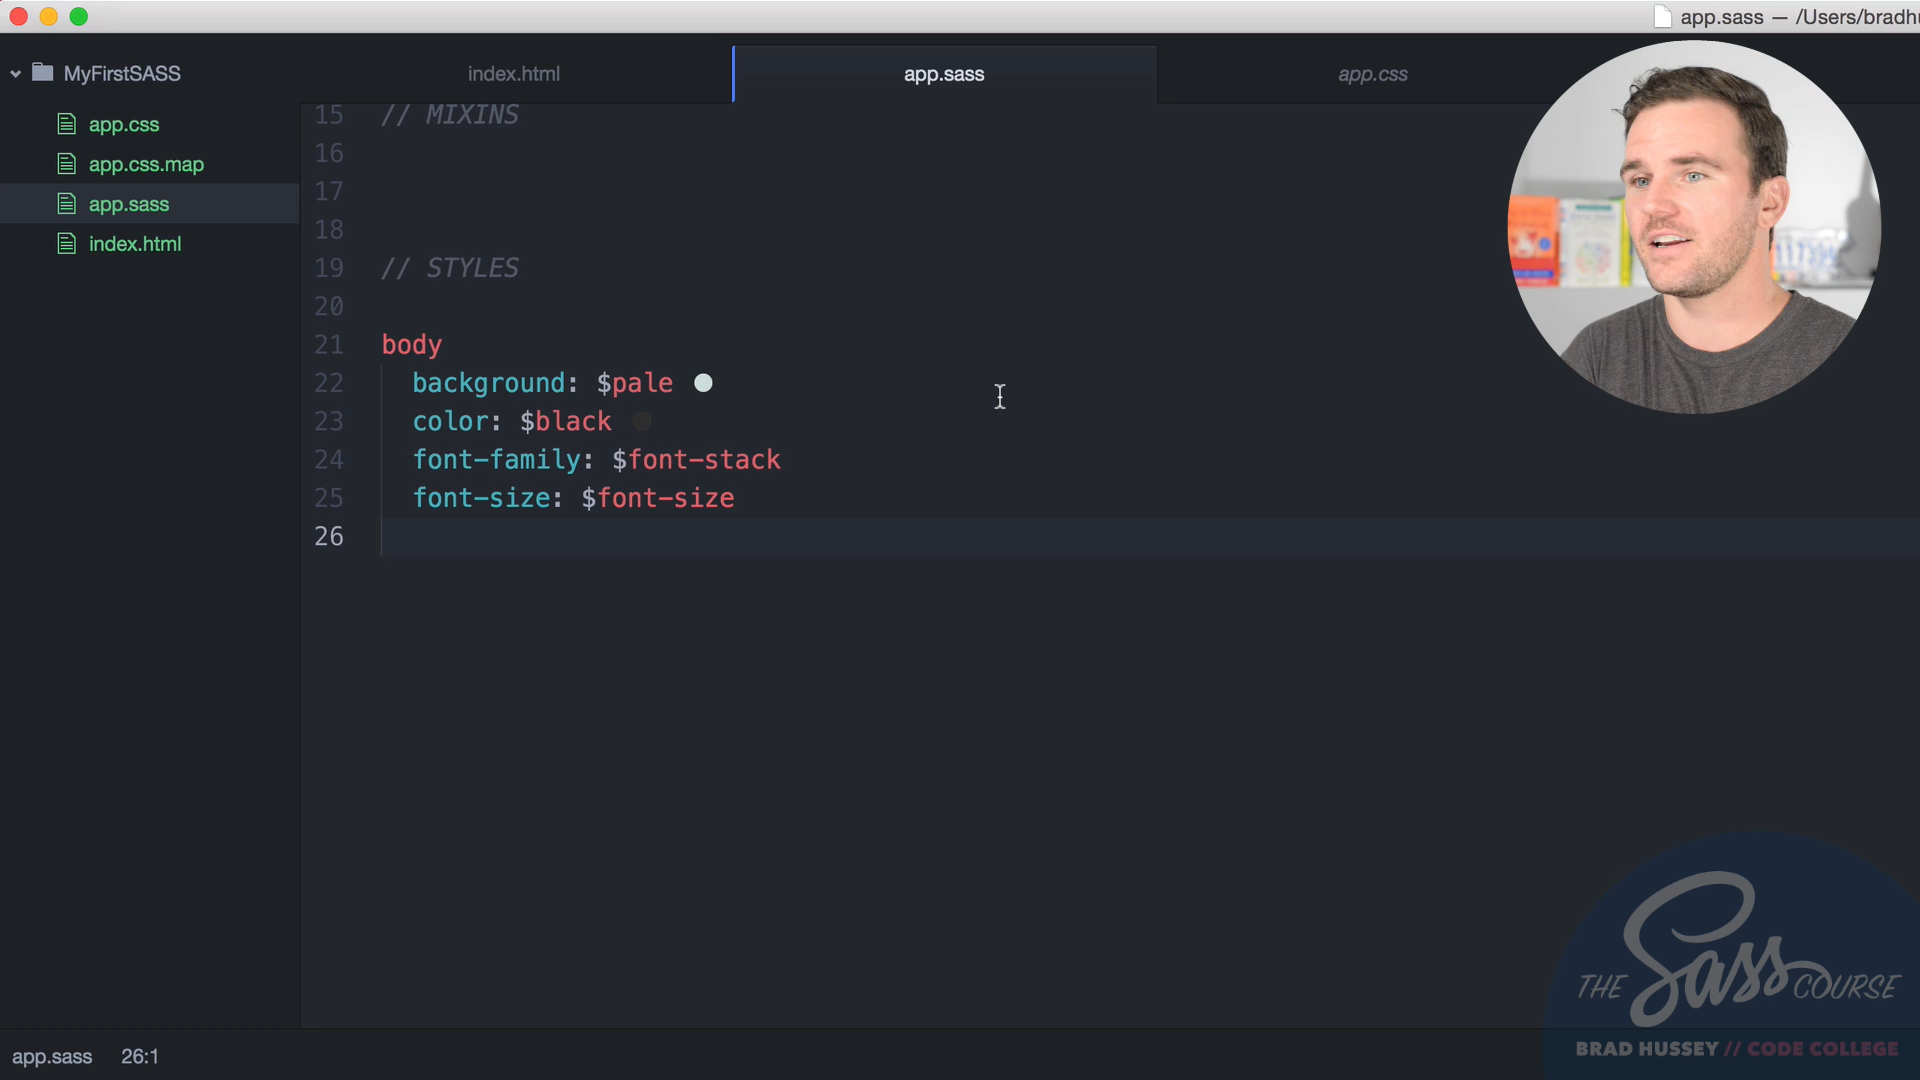 app.sass — /Users/bradhu
MyFirstSASS
index.html
app.sass
app.css
app.css
app.css.map
app.sass
index.html
15 // MIXINS
16
17
18
19 // STYLES
20
21 body
22 background: $pale
23 color: $black
24 font-family: $font-stack
25 font-size: $font-size
26
THE Sass COURSE
BRAD HUSSEY // CODE COLLEGE
app.sass 26:1